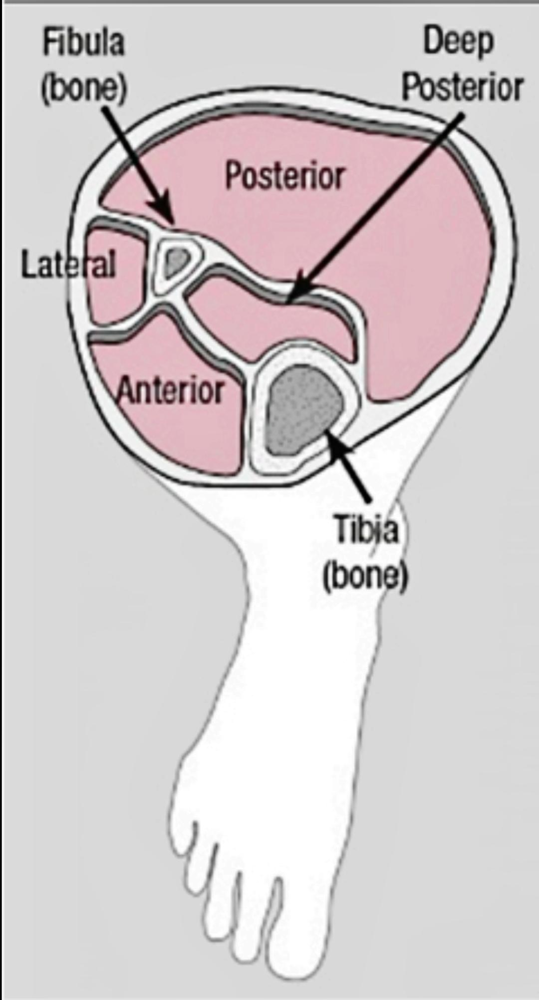 Fibula
(bone)
Deep
Posterior
Posterior
Lateral
Anterior
Tibia
(bone)